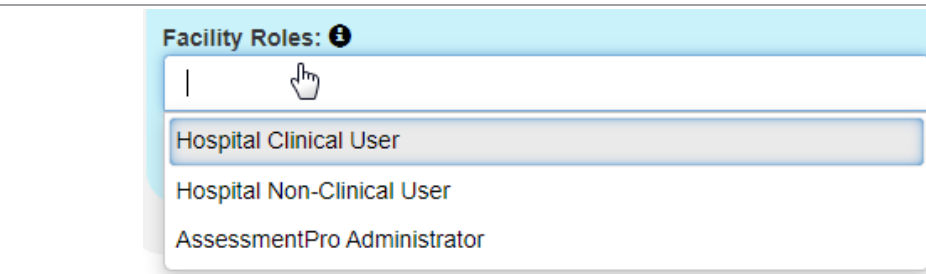 Facility Roles:
Hospital Clinical User
Hospital Non-Clinical User
AssessmentPro Administrator